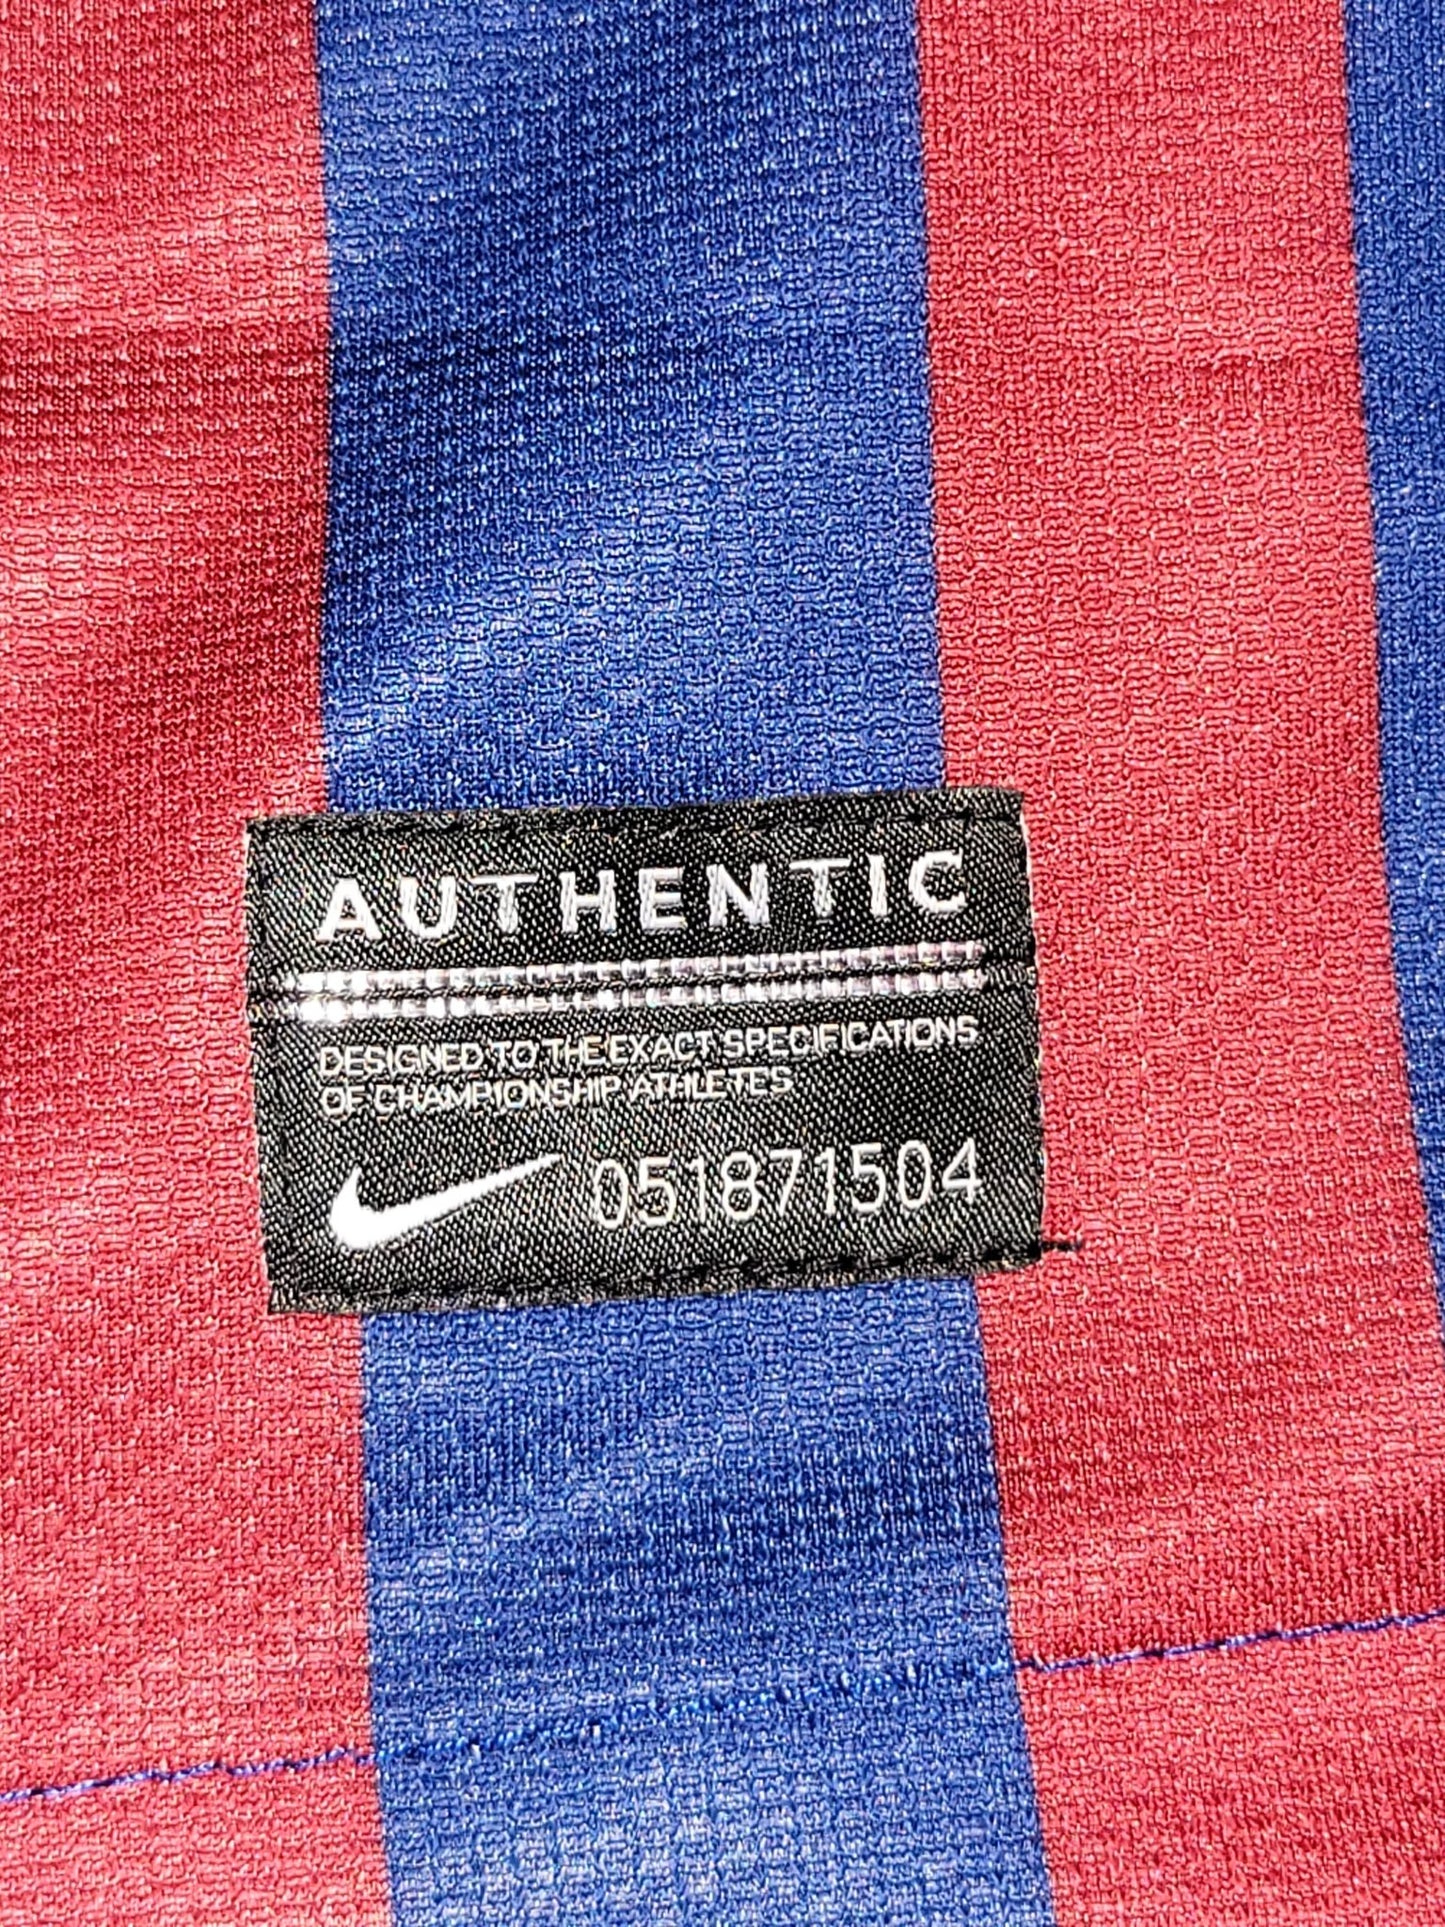 AUTHENTIC
DESIGNED TO THE EXACT SPECIFICATIONS
OF CHAMPIONSHIP ATHLETES
051871504